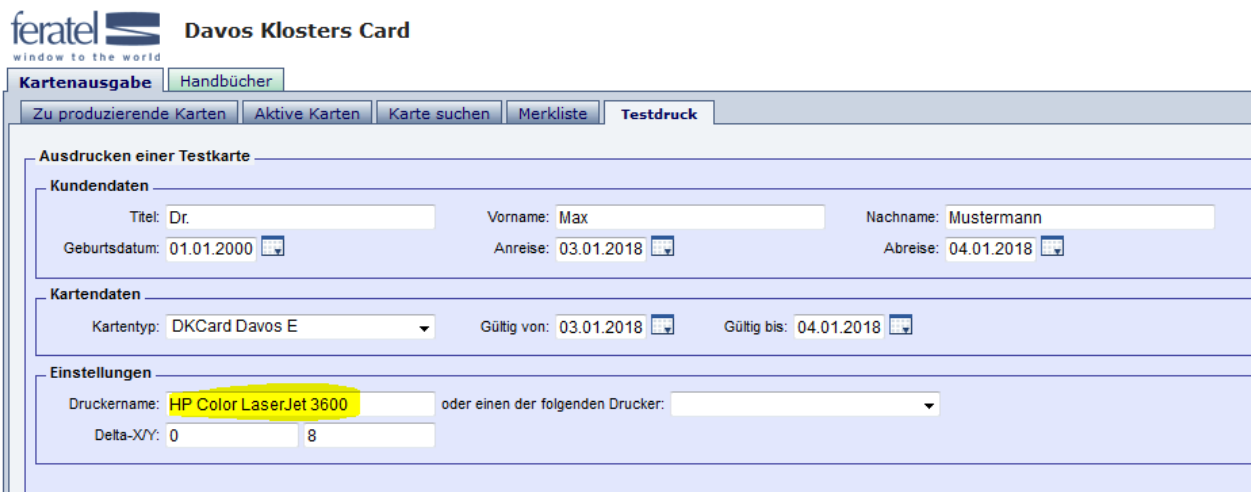 feratel
window to the world
Davos Klosters Card
Kartenausgabe Handbücher
Zu produzierende Karten Aktive Karten Karte suchen Merkliste Testdruck
Ausdrucken einer Testkarte
Kundendaten
Titel: Dr. Vorname: Max Nachname: Mustermann
Geburtsdatum: 01.01.2000 Anreise: 03.01.2018 Abreise: 04.01.2018
Kartendaten
Kartentyp: DKCard Davos E Gültig von: 03.01.2018 Gültig bis: 04.01.2018
Einstellungen
Druckername: HP Color LaserJet 3600 oder einen der folgenden Drucker:
Delta-X/Y: 0 8